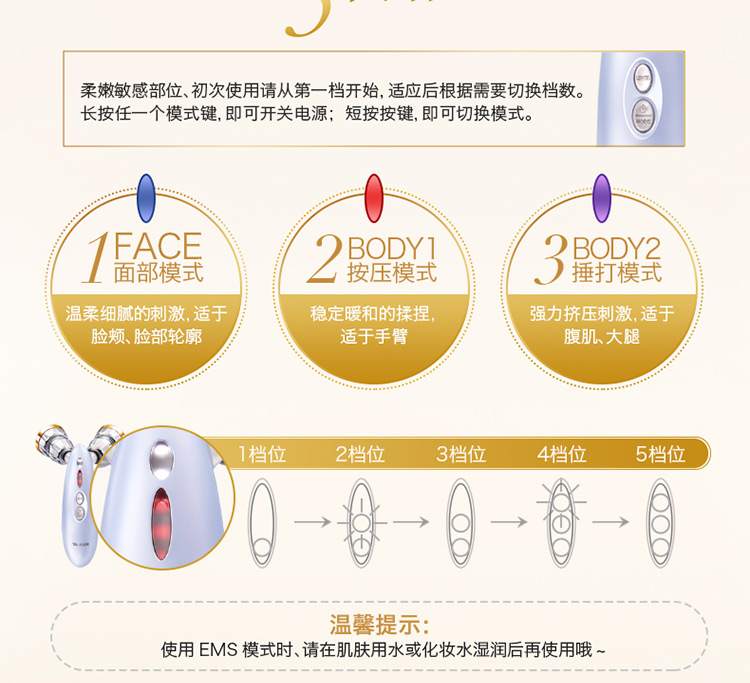 柔嫩敏感部位、初次使用请从第一档开始, 适应后根据需要切换档数。
长按任一个模式键, 即可开关电源；短按按键, 即可切换模式。
1 FACE
面部模式
温柔细腻的刺激, 适于
脸颊、脸部轮廓
2 BODY1
按压模式
稳定暖和的揉捏,
适于手臂
3 BODY2
捶打模式
强力挤压刺激, 适于
腹肌、大腿
1档位 2档位 3档位 4档位 5档位
温馨提示：
使用 EMS 模式时、请在肌肤用水或化妆水湿润后再使用哦~